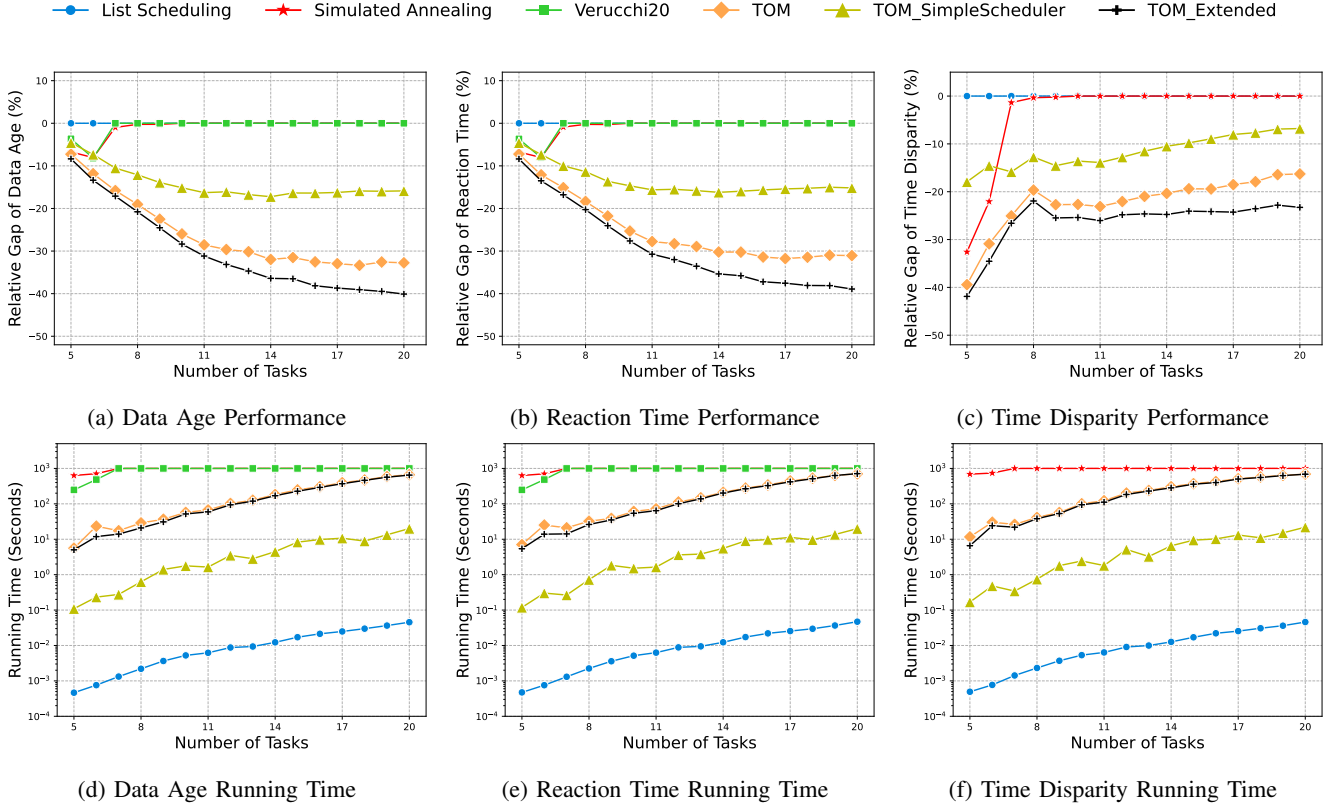 List Scheduling Simulated Annealing Verucchi20 TOM TOM_SimpleScheduler TOM_Extended
Relative Gap of Data Age (%)
10
0
−10
−20
−30
−40
−50
5 8 11 14 17 20
Number of Tasks
(a) Data Age Performance
Relative Gap of Reaction Time (%)
10
0
−10
−20
−30
−40
−50
5 8 11 14 17 20
Number of Tasks
(b) Reaction Time Performance
Relative Gap of Time Disparity (%)
0
−10
−20
−30
−40
−50
5 8 11 14 17 20
Number of Tasks
(c) Time Disparity Performance
Running Time (Seconds)
10³
10²
10¹
10⁰
10⁻¹
10⁻²
10⁻³
10⁻⁴
5 8 11 14 17 20
Number of Tasks
(d) Data Age Running Time
Running Time (Seconds)
10³
10²
10¹
10⁰
10⁻¹
10⁻²
10⁻³
10⁻⁴
5 8 11 14 17 20
Number of Tasks
(e) Reaction Time Running Time
Running Time (Seconds)
10³
10²
10¹
10⁰
10⁻¹
10⁻²
10⁻³
10⁻⁴
5 8 11 14 17 20
Number of Tasks
(f) Time Disparity Running Time